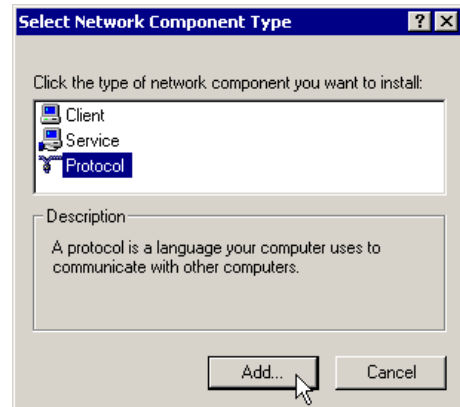 Select Network Component Type
Click the type of network component you want to install:
Client
Service
Protocol
Description
A protocol is a language your computer uses to
communicate with other computers.
Add... Cancel